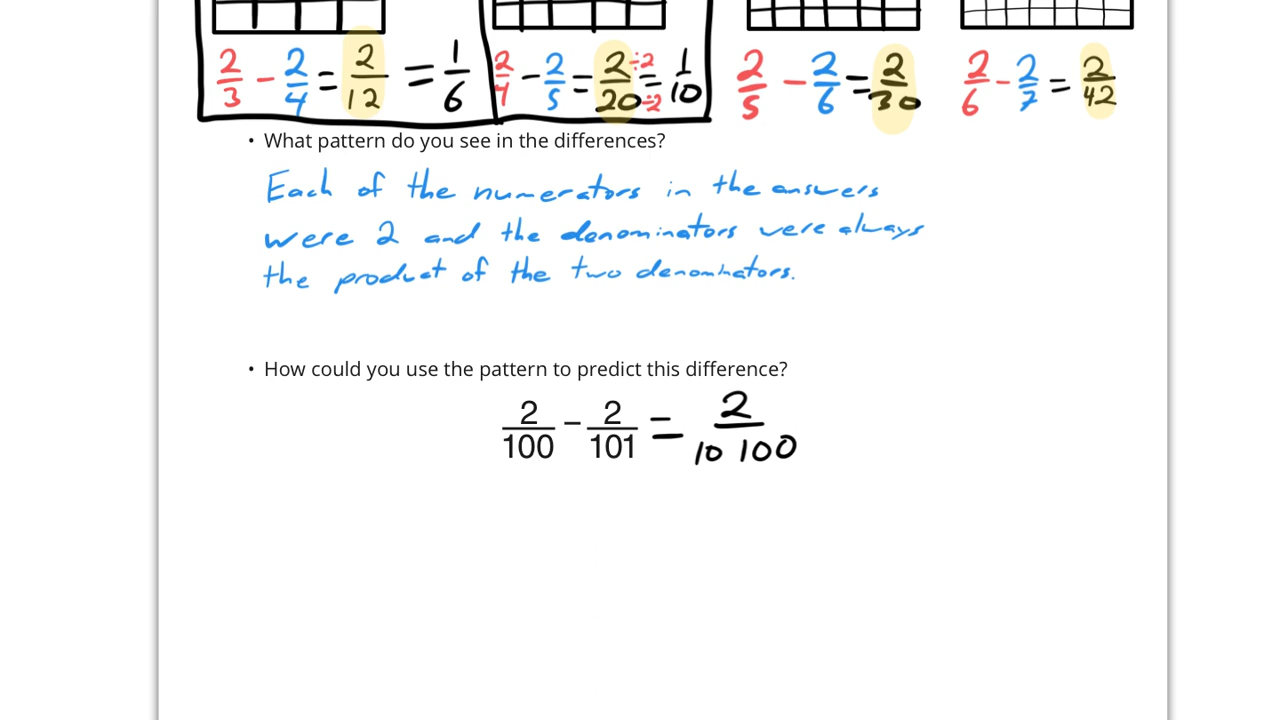 2/3 - 2/4 = 2/12 = 1/6 2/4 - 2/5 = 2/20 ÷2/÷2 = 1/10 2/5 - 2/6 = 2/30 2/6 - 2/7 = 2/42
• What pattern do you see in the differences?
Each of the numerators in the answers
were 2 and the denominators were always
the product of the two denominators.
• How could you use the pattern to predict this difference?
2/100 - 2/101 = 2/10 100